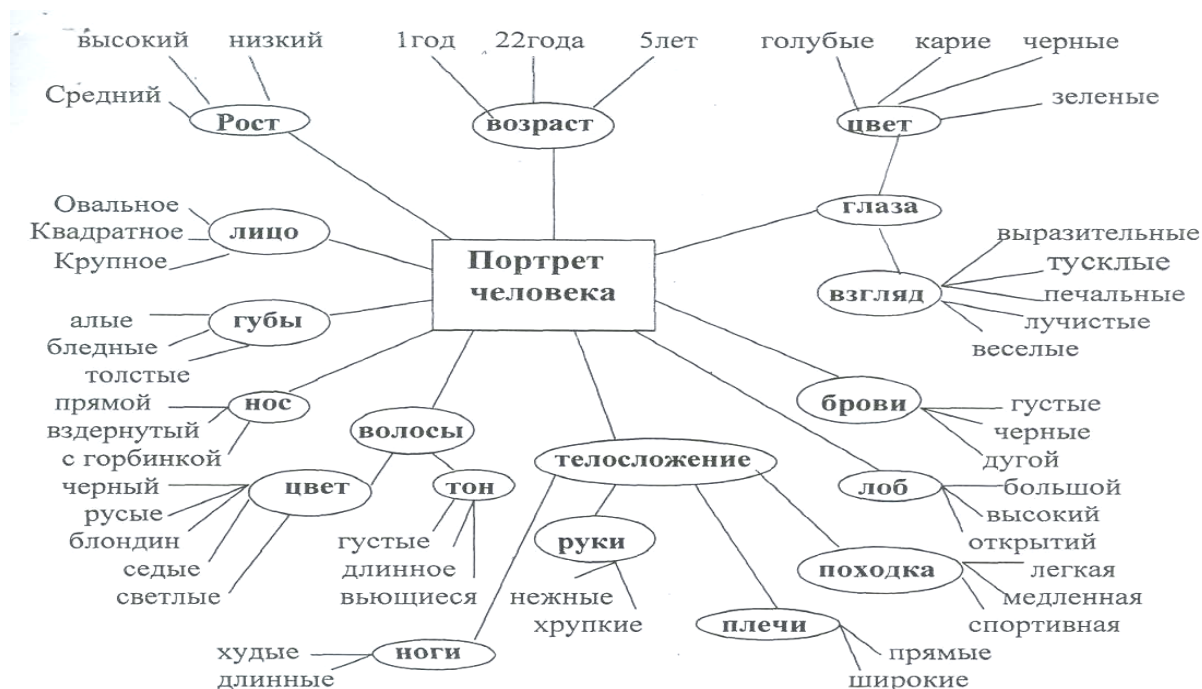 высокий низкий 1год 22года 5лет голубые карие черные
Средний зеленые
Рост возраст цвет
Овальное глаза
Квадратное лицо выразительные
Крупное Портрет тусклые
человека взгляд печальные
алые губы лучистые
бледные веселые
толстые
прямой нос брови густые
вздернутый волосы черные
с горбинкой телосложение дугой
черный цвет тон лоб большой
русые высокий
блондин густые руки открытий
седые длинное походка легкая
светлые вьющиеся нежные медленная
хрупкие плечи спортивная
худые ноги прямые
длинные широкие